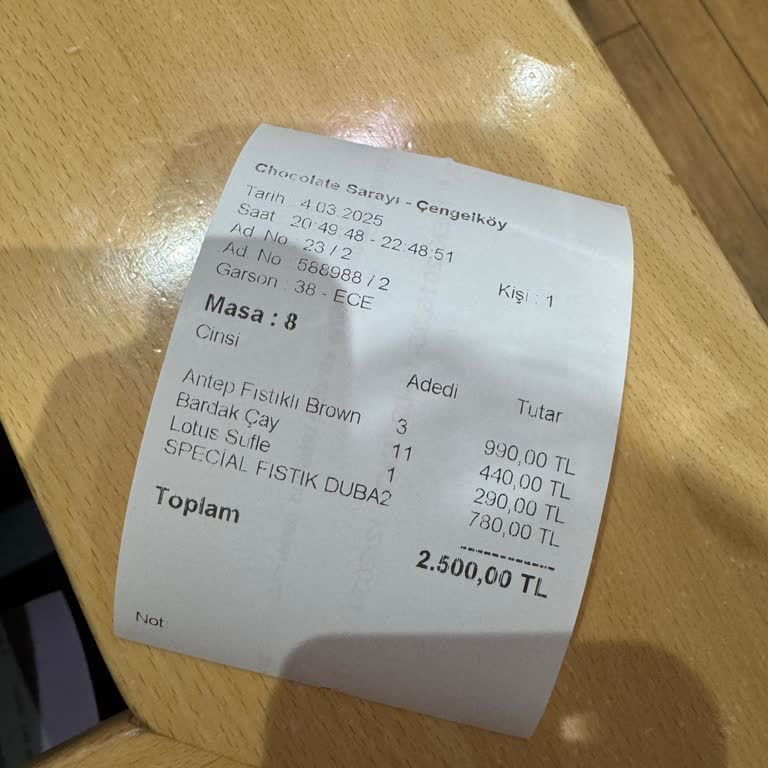 Chocolate Sarayı - Çengelköy
Tarih 4.03.2025
Saat 20:49:48 - 22:48:51
Ad. No 23 / 2 Kişi : 1
Ad. No 588988 / 2
Garson : 38 - ECE
Masa : 8
Cinsi Adedi Tutar
Antep Fıstıklı Brown 3 990,00 TL
Bardak Çay 11 440,00 TL
Lotus Sufle 1 290,00 TL
SPECİAL FISTIK DUBA2 780,00 TL
Toplam 2.500,00 TL
Not